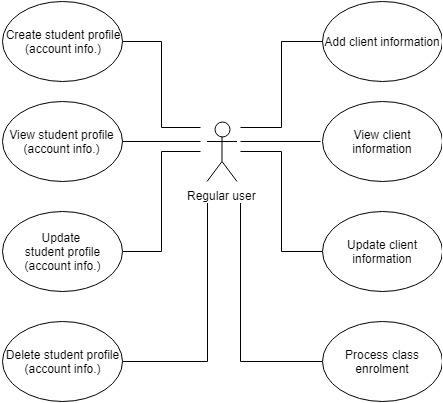 Create student profile
(account info.)
Add client information
View student profile
(account info.)
View client
information
Regular user
Update
student profile
(account info.)
Update client
information
Delete student profile
(account info.)
Process class
enrolment